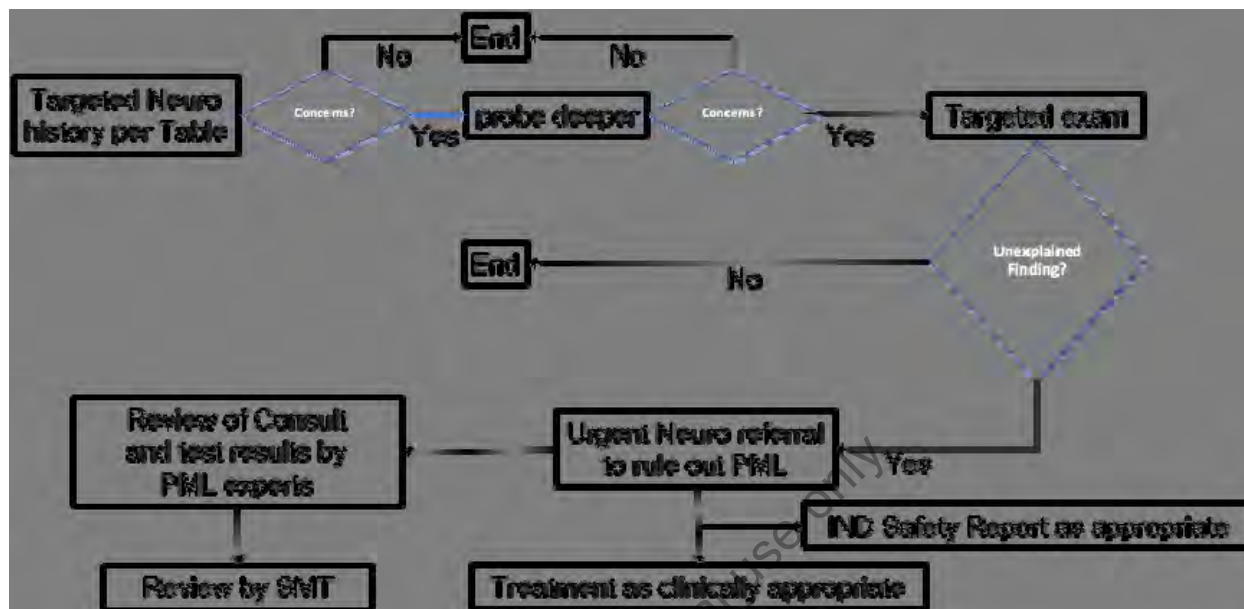 End
No
No
Targeted Neuro
history per Table
Concerns?
Yes
probe deeper
Concerns?
Yes
Targeted exam
Unexplained
Finding?
End
No
Review of Consult
and test results by
PML experts
Urgent Neuro referral
to rule out PML
Yes
IND Safety Report as appropriate
Review by SMT
Treatment as clinically appropriate
use only